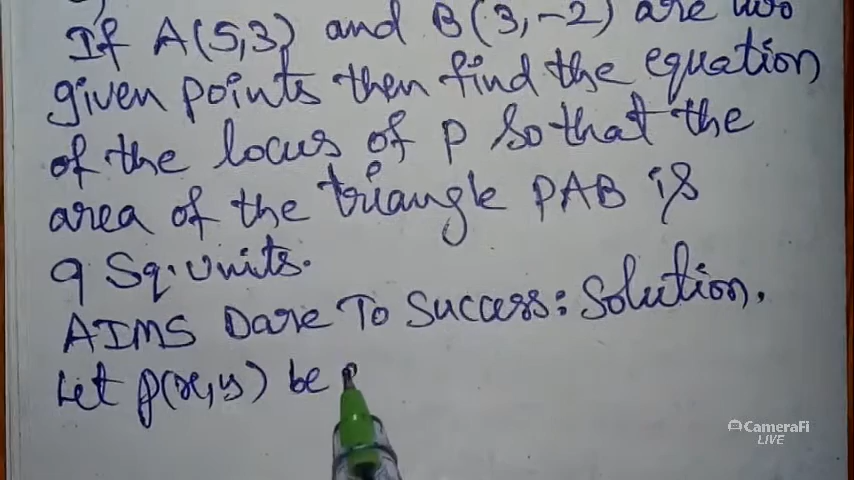 If A(5,3) and B(3,-2) are two
given points then find the equation
of the locus of P so that the
area of the triangle PAB is
9 Sq.units.
AIMS Dare To Success: Solution.
Let P(x,y) be
CameraFi
LIVE